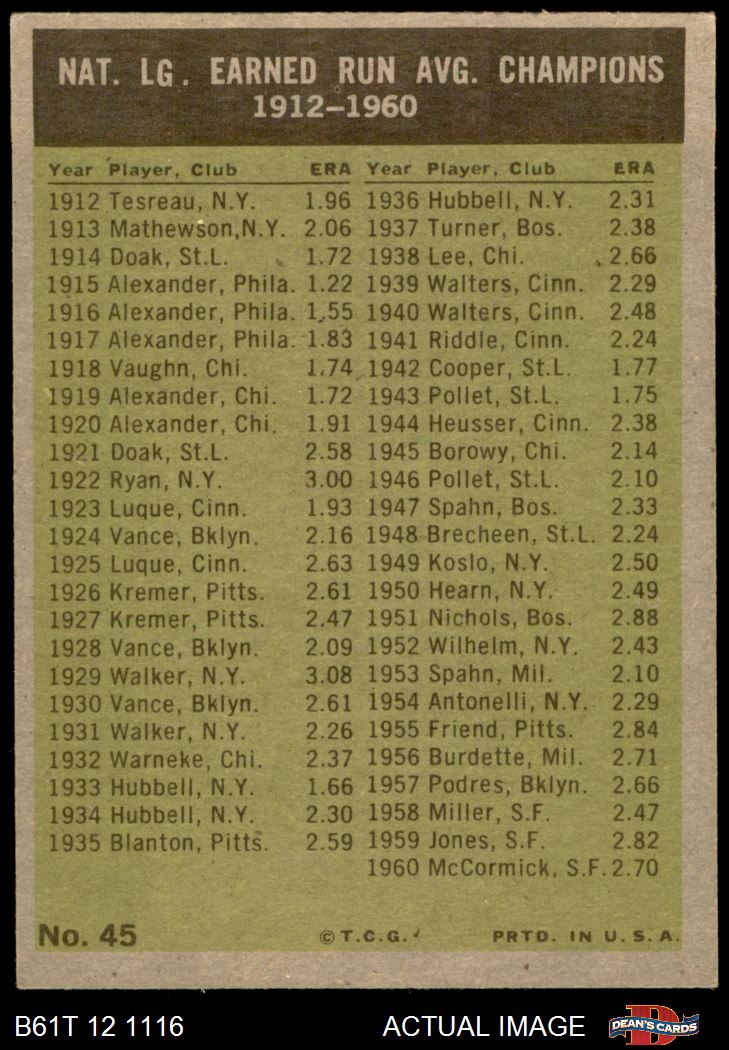 NAT. LG. EARNED RUN AVG. CHAMPIONS
1912–1960
Year Player, Club ERA
1912 Tesreau, N.Y. 1.96
1913 Mathewson, N.Y. 2.06
1914 Doak, St.L. 1.72
1915 Alexander, Phila. 1.22
1916 Alexander, Phila. 1.55
1917 Alexander, Phila. 1.83
1918 Vaughn, Chi. 1.74
1919 Alexander, Chi. 1.72
1920 Alexander, Chi. 1.91
1921 Doak, St.L. 2.58
1922 Ryan, N.Y. 3.00
1923 Luque, Cinn. 1.93
1924 Vance, Bklyn. 2.16
1925 Luque, Cinn. 2.63
1926 Kremer, Pitts. 2.61
1927 Kremer, Pitts. 2.47
1928 Vance, Bklyn. 2.09
1929 Walker, N.Y. 3.08
1930 Vance, Bklyn. 2.61
1931 Walker, N.Y. 2.26
1932 Warneke, Chi. 2.37
1933 Hubbell, N.Y. 1.66
1934 Hubbell, N.Y. 2.30
1935 Blanton, Pitts. 2.59
Year Player, Club ERA
1936 Hubbell, N.Y. 2.31
1937 Turner, Bos. 2.38
1938 Lee, Chi. 2.66
1939 Walters, Cinn. 2.29
1940 Walters, Cinn. 2.48
1941 Riddle, Cinn. 2.24
1942 Cooper, St.L. 1.77
1943 Pollet, St.L. 1.75
1944 Heusser, Cinn. 2.38
1945 Borowy, Chi. 2.14
1946 Pollet, St.L. 2.10
1947 Spahn, Bos. 2.33
1948 Brecheen, St.L. 2.24
1949 Koslo, N.Y. 2.50
1950 Hearn, N.Y. 2.49
1951 Nichols, Bos. 2.88
1952 Wilhelm, N.Y. 2.43
1953 Spahn, Mil. 2.10
1954 Antonelli, N.Y. 2.29
1955 Friend, Pitts. 2.84
1956 Burdette, Mil. 2.71
1957 Podres, Bklyn. 2.66
1958 Miller, S.F. 2.47
1959 Jones, S.F. 2.82
1960 McCormick, S.F. 2.70
No. 45 © T.C.G. PRTD. IN U.S.A.
B61T 12 1116 ACTUAL IMAGE DEAN'S CARDS